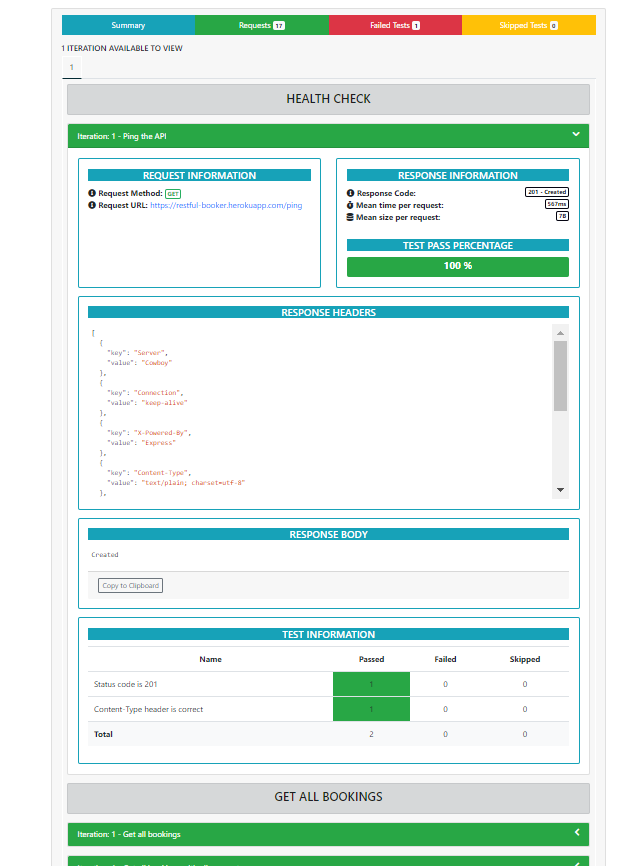 Summary Requests 17 Failed Tests 1 Skipped Tests 0
1 ITERATION AVAILABLE TO VIEW
1
HEALTH CHECK
Iteration: 1 - Ping the API
REQUEST INFORMATION
Request Method: GET
Request URL: https://restful-booker.herokuapp.com/ping
RESPONSE INFORMATION
Response Code: 201 - Created
Mean time per request: 567ms
Mean size per request: 7B
TEST PASS PERCENTAGE
100 %
RESPONSE HEADERS
[
{
"key": "Server",
"value": "Cowboy"
},
{
"key": "Connection",
"value": "keep-alive"
},
{
"key": "X-Powered-By",
"value": "Express"
},
{
"key": "Content-Type",
"value": "text/plain; charset=utf-8"
},
RESPONSE BODY
Created
Copy to Clipboard
TEST INFORMATION
Name Passed Failed Skipped
Status code is 201 1 0 0
Content-Type header is correct 1 0 0
Total 2 0 0
GET ALL BOOKINGS
Iteration: 1 - Get all bookings